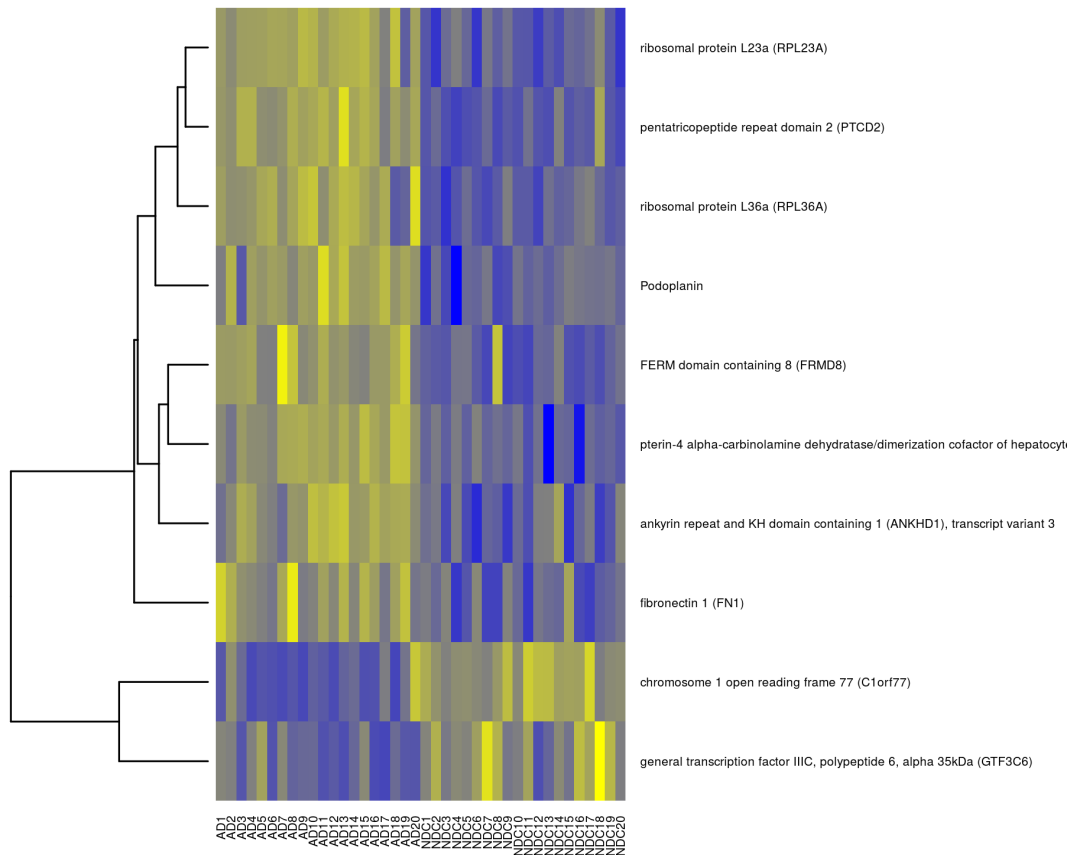 ribosomal protein L23a (RPL23A)
pentatricopeptide repeat domain 2 (PTCD2)
ribosomal protein L36a (RPL36A)
Podoplanin
FERM domain containing 8 (FRMD8)
pterin-4 alpha-carbinolamine dehydratase/dimerization cofactor of hepatocyt
ankyrin repeat and KH domain containing 1 (ANKHD1), transcript variant 3
fibronectin 1 (FN1)
chromosome 1 open reading frame 77 (C1orf77)
general transcription factor IIIC, polypeptide 6, alpha 35kDa (GTF3C6)
AD1
AD2
AD3
AD4
AD5
AD6
AD7
AD8
AD9
AD10
AD11
AD12
AD13
AD14
AD15
AD16
AD17
AD18
AD19
AD20
NDC1
NDC2
NDC3
NDC4
NDC5
NDC6
NDC7
NDC8
NDC9
NDC10
NDC11
NDC12
NDC13
NDC14
NDC15
NDC16
NDC17
NDC18
NDC19
NDC20